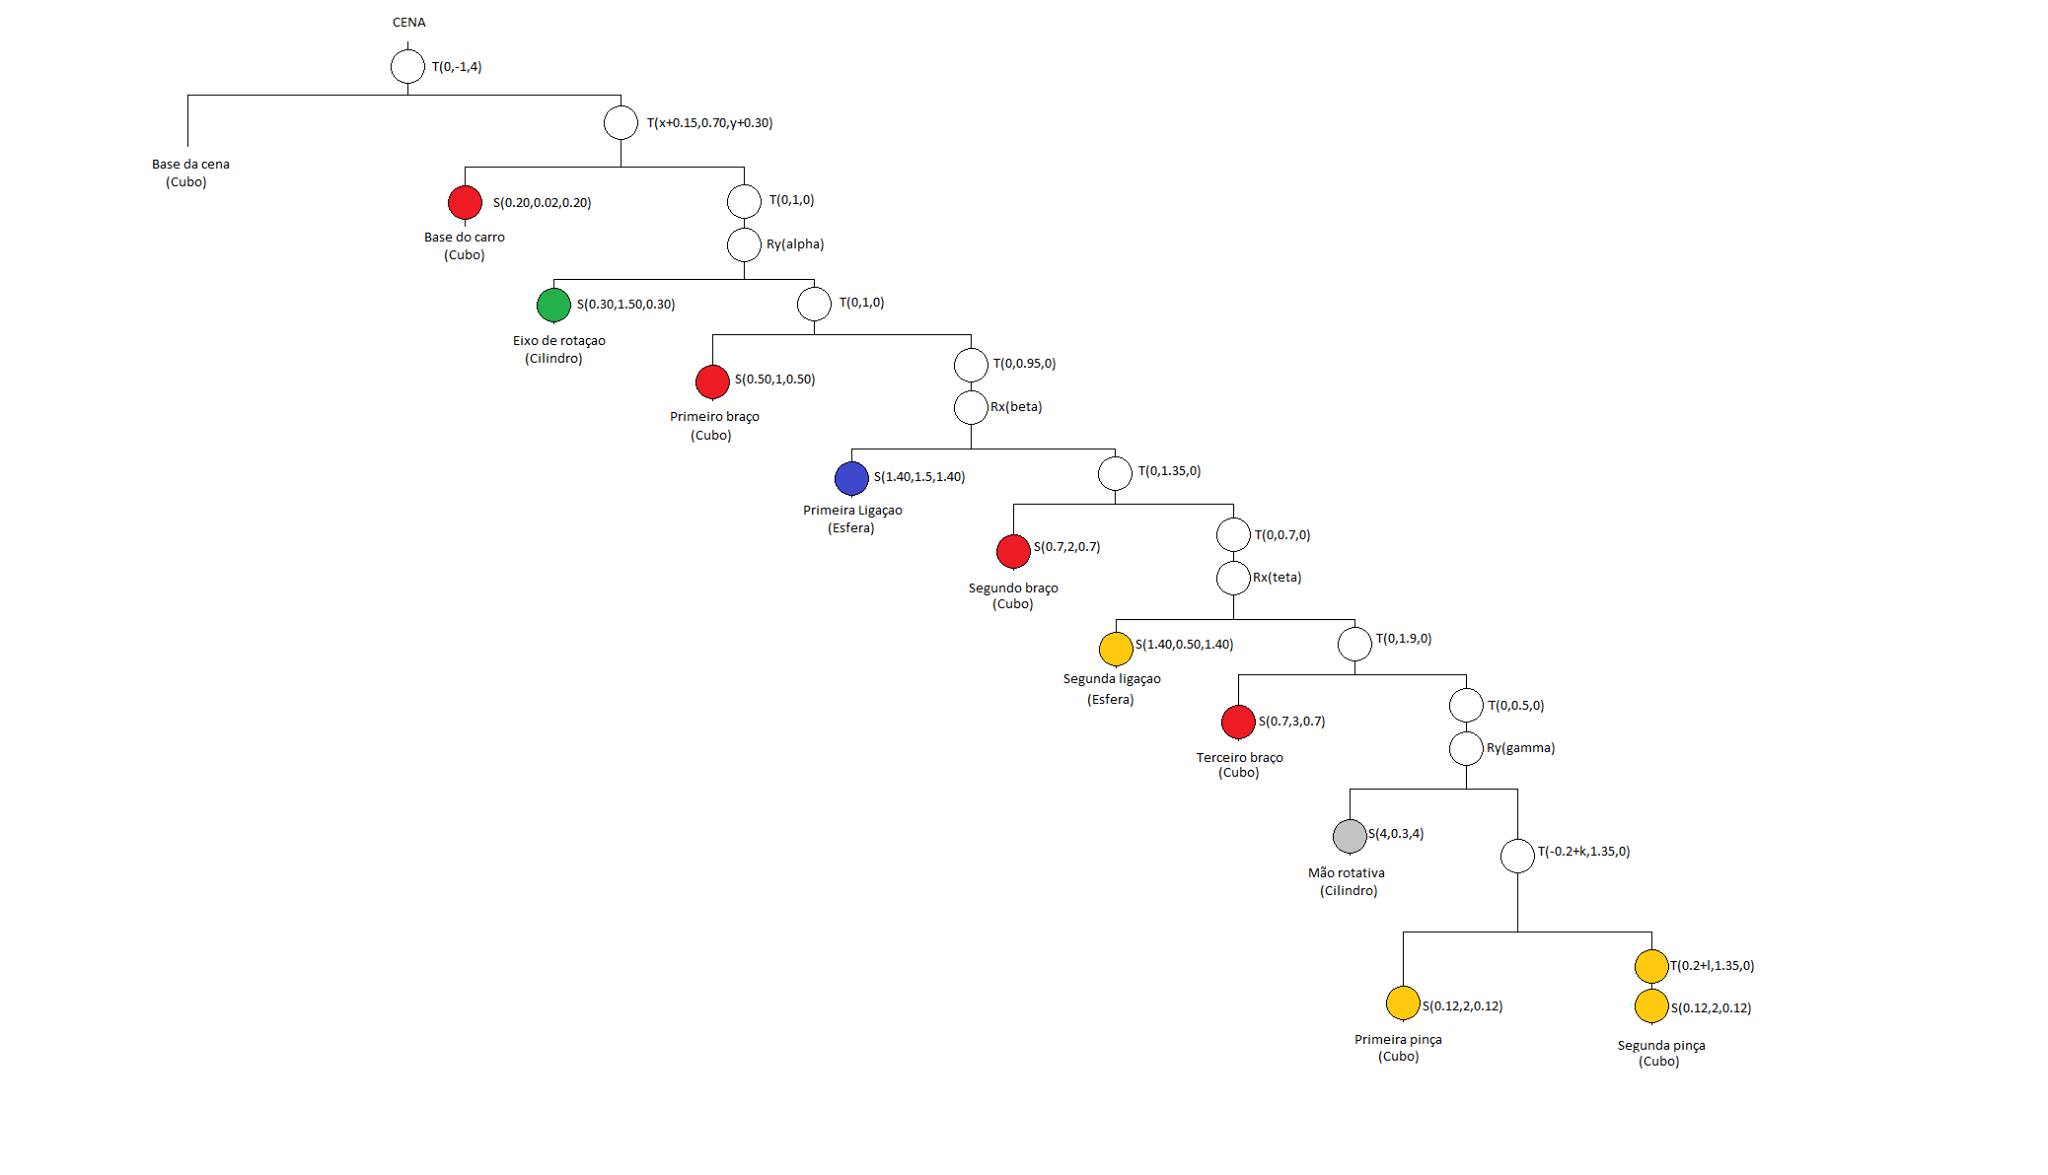 CENA
T(0,-1,4)
T(x+0.15,0.70,y+0.30)
Base da cena
(Cubo)
S(0.20,0.02,0.20)
Base do carro
(Cubo)
T(0,1,0)
Ry(alpha)
S(0.30,1.50,0.30)
Eixo de rotaçao
(Cilindro)
T(0,1,0)
S(0.50,1,0.50)
Primeiro braço
(Cubo)
T(0,0.95,0)
Rx(beta)
S(1.40,1.5,1.40)
Primeira Ligaçao
(Esfera)
T(0,1.35,0)
S(0.7,2,0.7)
Segundo braço
(Cubo)
T(0,0.7,0)
Rx(teta)
S(1.40,0.50,1.40)
Segunda ligaçao
(Esfera)
T(0,1.9,0)
S(0.7,3,0.7)
Terceiro braço
(Cubo)
T(0,0.5,0)
Ry(gamma)
S(4,0.3,4)
Mão rotativa
(Cilindro)
T(-0.2+k,1.35,0)
S(0.12,2,0.12)
Primeira pinça
(Cubo)
T(0.2+l,1.35,0)
S(0.12,2,0.12)
Segunda pinça
(Cubo)